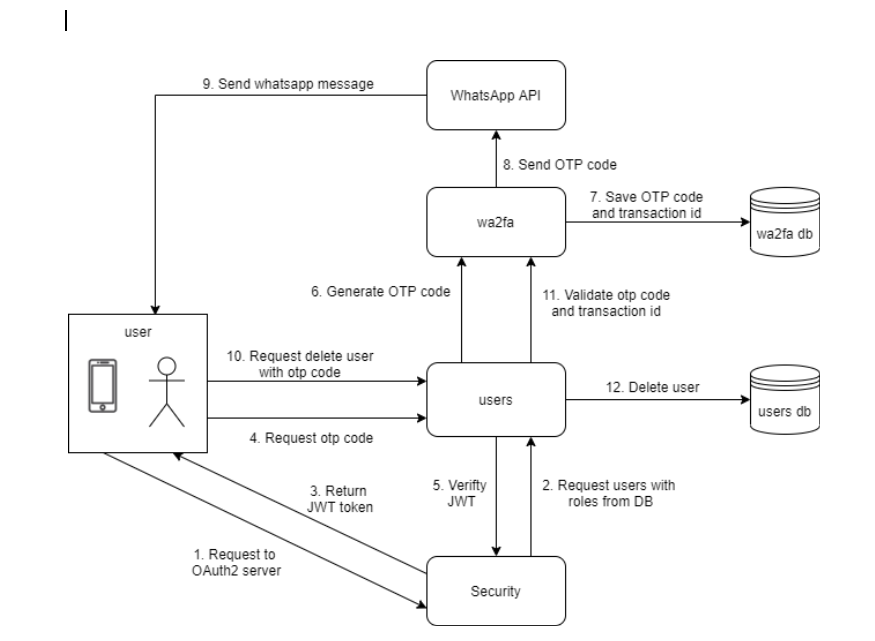 9. Send whatsapp message
WhatsApp API
8. Send OTP code
7. Save OTP code
and transaction id
wa2fa
wa2fa db
6. Generate OTP code
11. Validate otp code
and transaction id
user
10. Request delete user
with otp code
users
12. Delete user
users db
4. Request otp code
5. Verifty
JWT
2. Request users with
roles from DB
3. Return
JWT token
1. Request to
OAuth2 server
Security